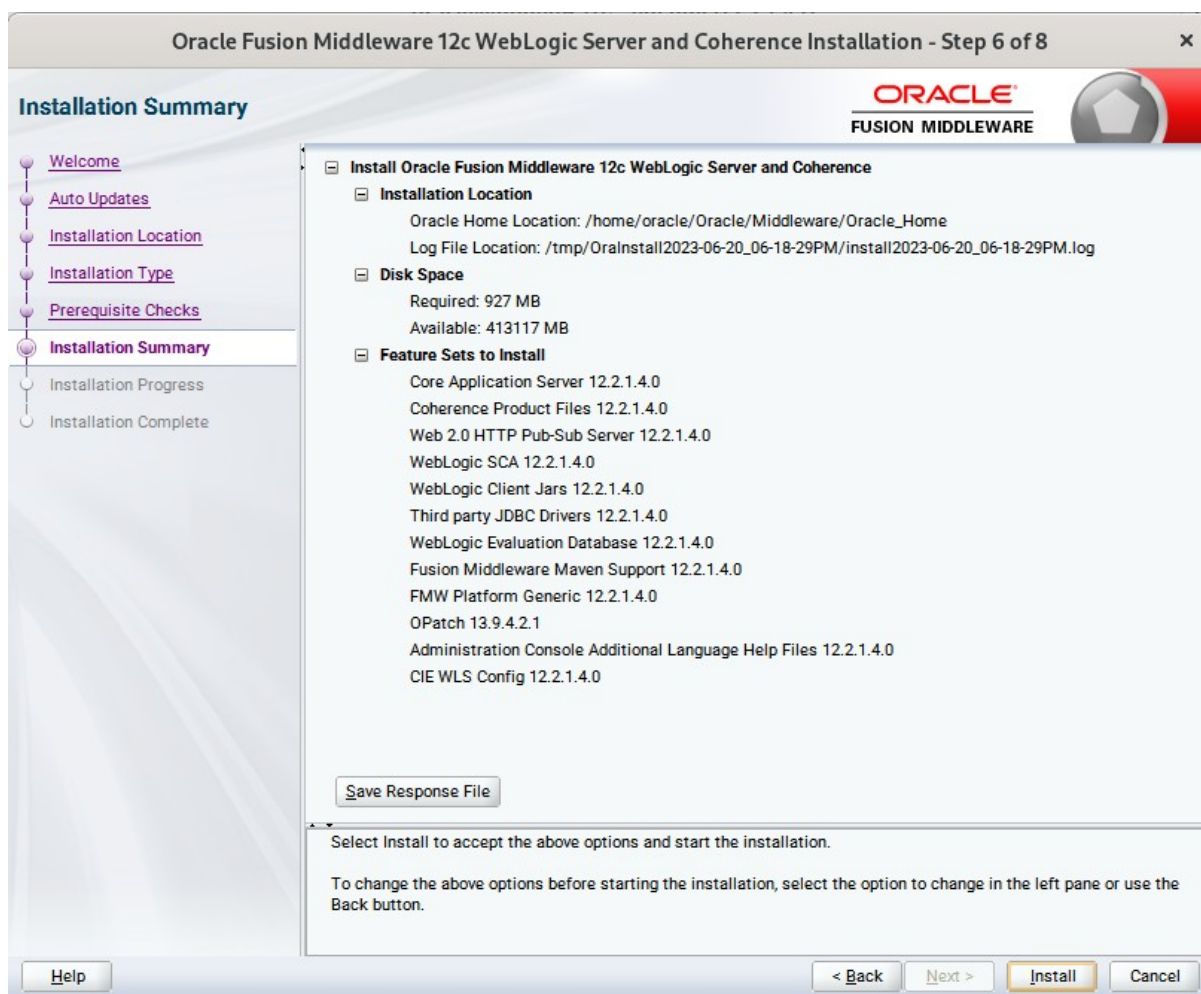 Oracle Fusion Middleware 12c WebLogic Server and Coherence Installation - Step 6 of 8
Installation Summary
ORACLE
FUSION MIDDLEWARE
Welcome
Auto Updates
Installation Location
Installation Type
Prerequisite Checks
Installation Summary
Installation Progress
Installation Complete
Install Oracle Fusion Middleware 12c WebLogic Server and Coherence
Installation Location
Oracle Home Location: /home/oracle/Oracle/Middleware/Oracle_Home
Log File Location: /tmp/OraInstall2023-06-20_06-18-29PM/install2023-06-20_06-18-29PM.log
Disk Space
Required: 927 MB
Available: 413117 MB
Feature Sets to Install
Core Application Server 12.2.1.4.0
Coherence Product Files 12.2.1.4.0
Web 2.0 HTTP Pub-Sub Server 12.2.1.4.0
WebLogic SCA 12.2.1.4.0
WebLogic Client Jars 12.2.1.4.0
Third party JDBC Drivers 12.2.1.4.0
WebLogic Evaluation Database 12.2.1.4.0
Fusion Middleware Maven Support 12.2.1.4.0
FMW Platform Generic 12.2.1.4.0
OPatch 13.9.4.2.1
Administration Console Additional Language Help Files 12.2.1.4.0
CIE WLS Config 12.2.1.4.0
Save Response File
Select Install to accept the above options and start the installation.
To change the above options before starting the installation, select the option to change in the left pane or use the
Back button.
Help
< Back
Next >
Install
Cancel